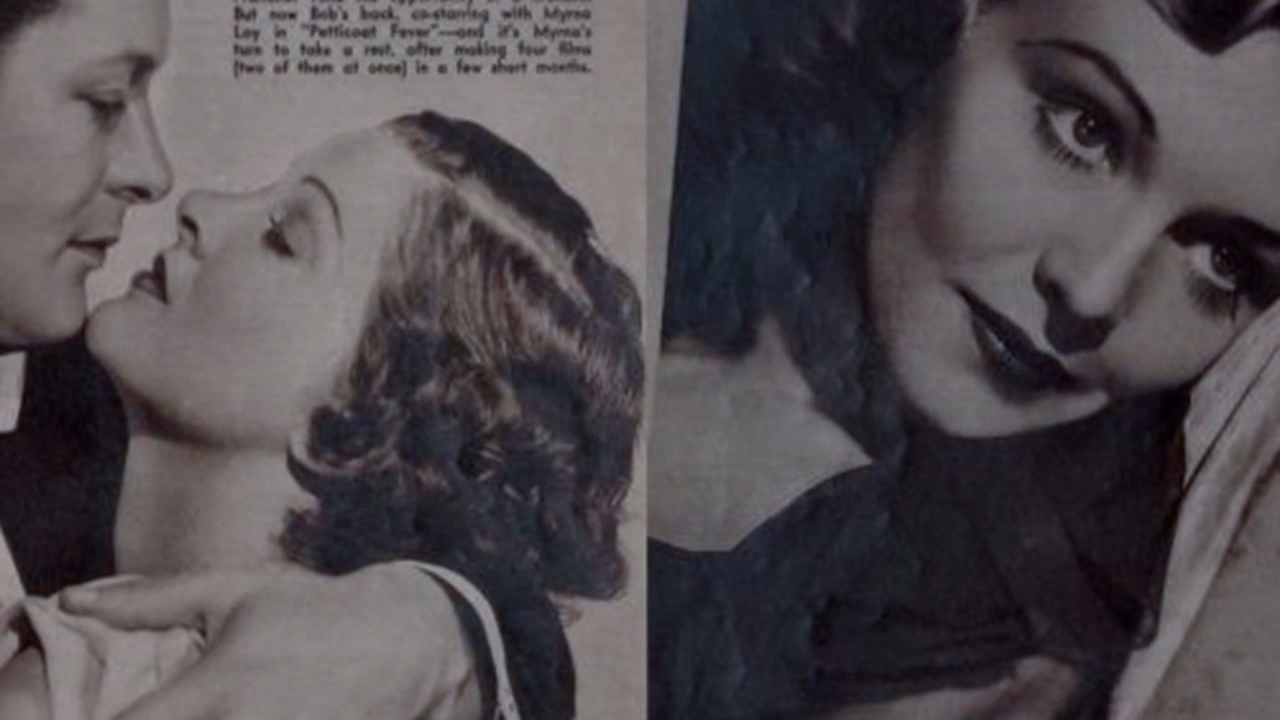 But now Bob's back, co-starring with Myrna
Loy in "Petticoat Fever"—and it's Myrna's
turn to take a rest, after making four films
(two of them at once) in a few short months.